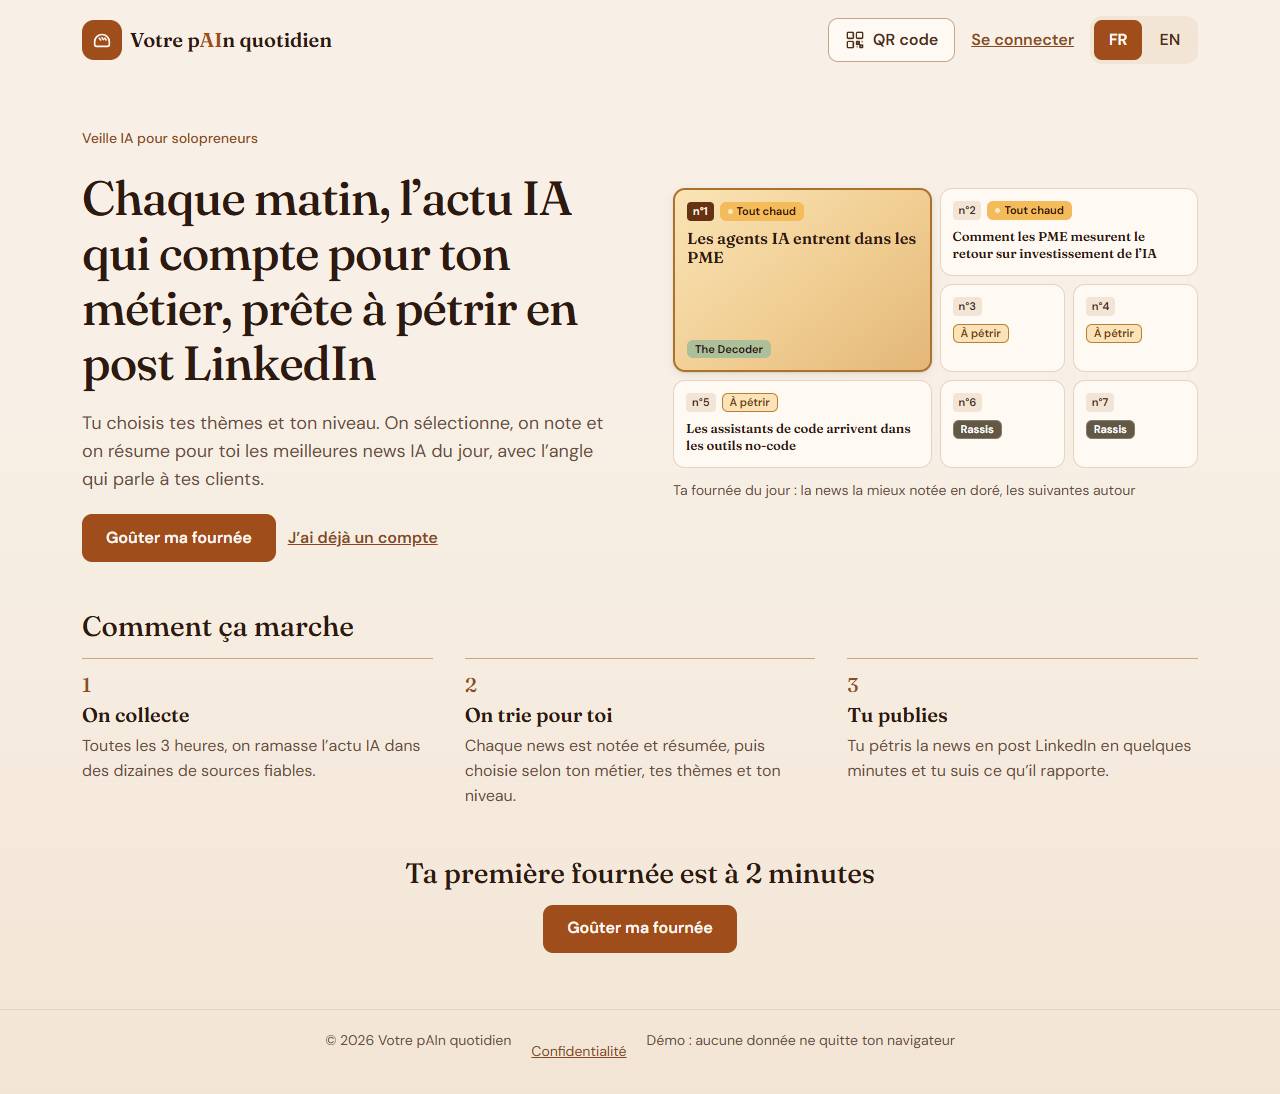 Votre pAIn quotidien
QR code
Se connecter
FR
EN
Veille IA pour solopreneurs
Chaque matin, l’actu IA
qui compte pour ton
métier, prête à pétrir en
post LinkedIn
Tu choisis tes thèmes et ton niveau. On sélectionne, on note et
on résume pour toi les meilleures news IA du jour, avec l’angle
qui parle à tes clients.
Goûter ma fournée
J’ai déjà un compte
n°1
Tout chaud
Les agents IA entrent dans les
PME
The Decoder
n°2
Tout chaud
Comment les PME mesurent le
retour sur investissement de l’IA
n°3
À pétrir
n°4
À pétrir
n°5
À pétrir
Les assistants de code arrivent dans
les outils no-code
n°6
Rassis
n°7
Rassis
Ta fournée du jour : la news la mieux notée en doré, les suivantes autour
Comment ça marche
1
On collecte
Toutes les 3 heures, on ramasse l’actu IA dans
des dizaines de sources fiables.
2
On trie pour toi
Chaque news est notée et résumée, puis
choisie selon ton métier, tes thèmes et ton
niveau.
3
Tu publies
Tu pétris la news en post LinkedIn en quelques
minutes et tu suis ce qu’il rapporte.
Ta première fournée est à 2 minutes
Goûter ma fournée
© 2026 Votre pAIn quotidien
Confidentialité
Démo : aucune donnée ne quitte ton navigateur